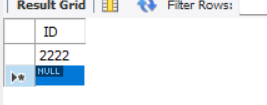 Result Grid | Filter Rows:
ID
2222
NULL